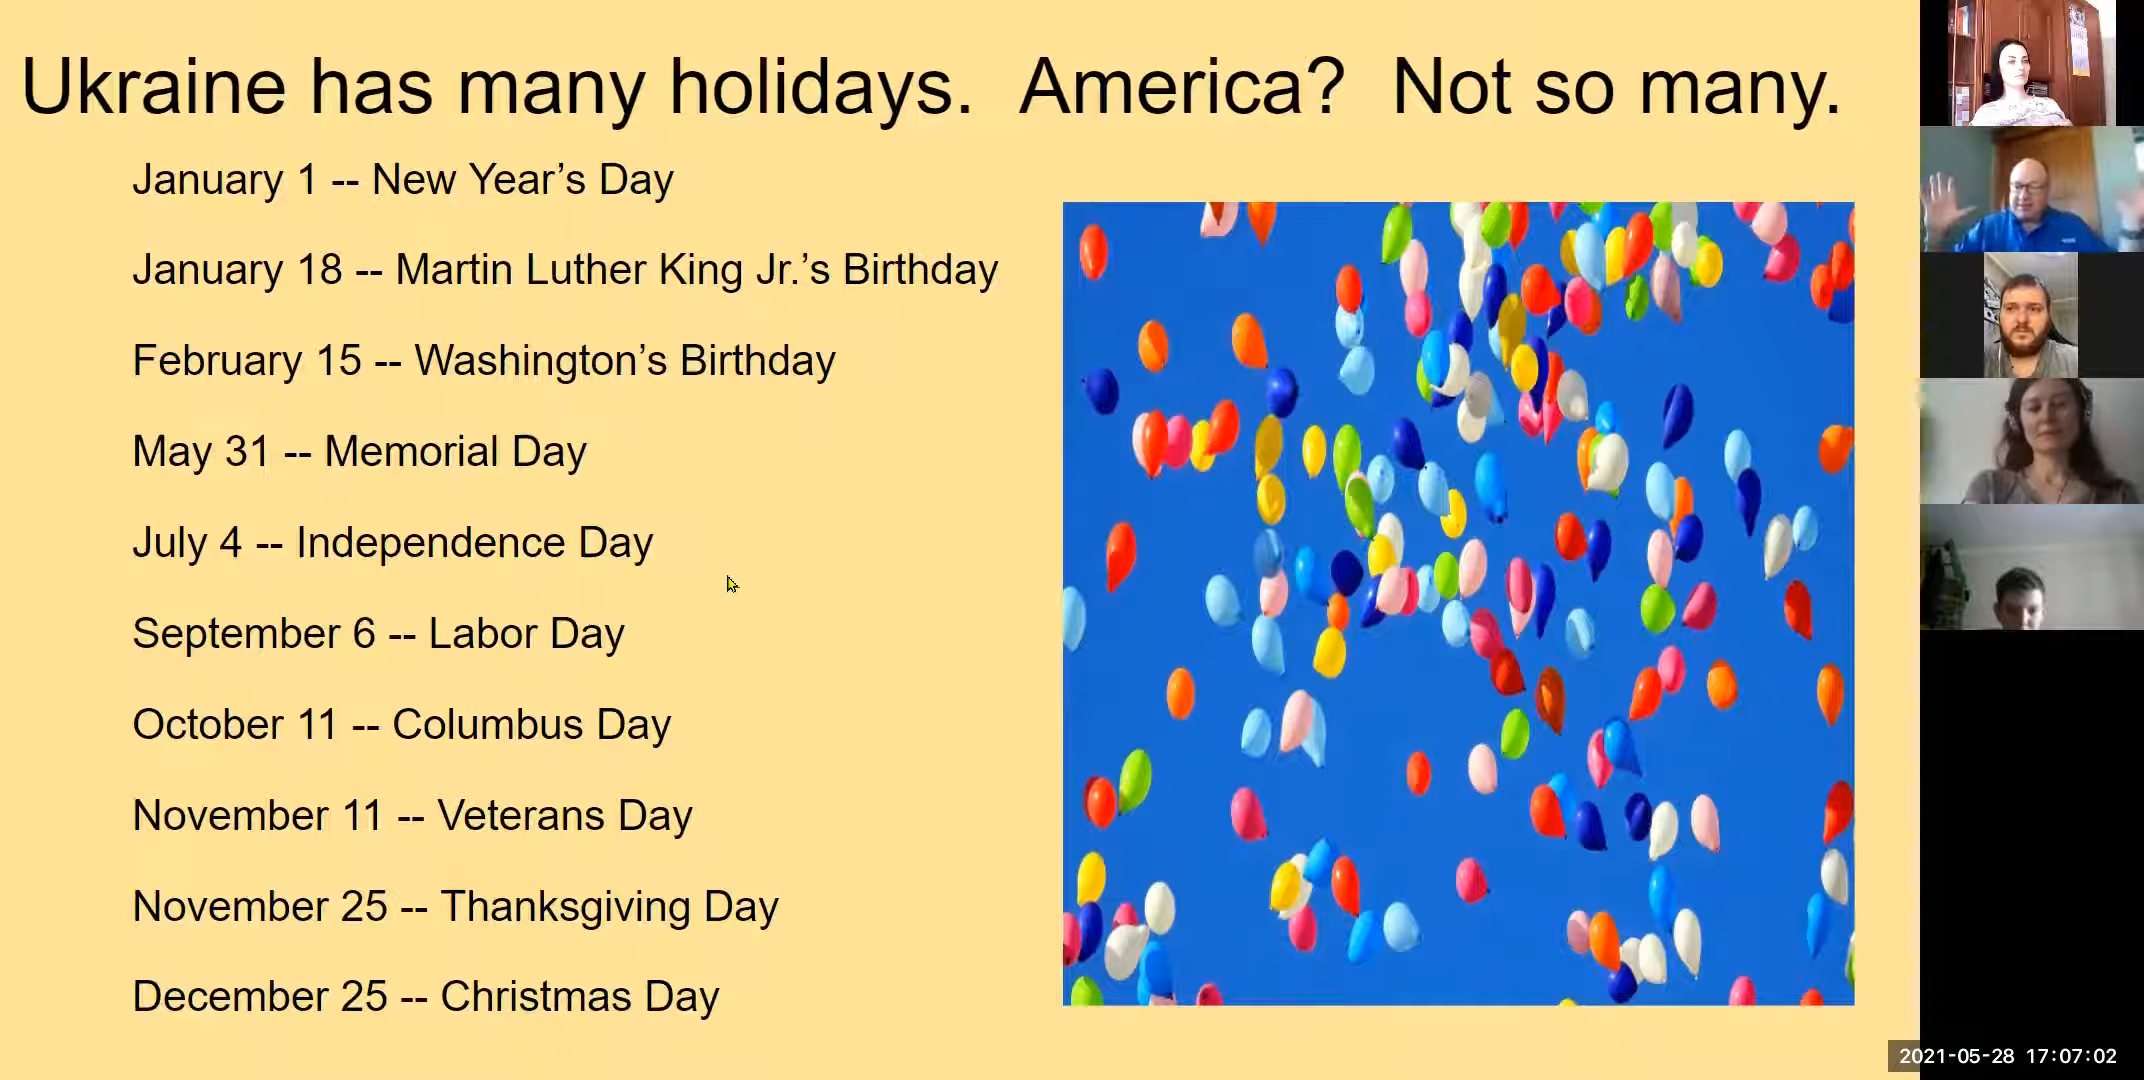 Ukraine has many holidays. America? Not so many.
January 1 -- New Year’s Day
January 18 -- Martin Luther King Jr.’s Birthday
February 15 -- Washington’s Birthday
May 31 -- Memorial Day
July 4 -- Independence Day
September 6 -- Labor Day
October 11 -- Columbus Day
November 11 -- Veterans Day
November 25 -- Thanksgiving Day
December 25 -- Christmas Day
2021-05-28 17:07:02